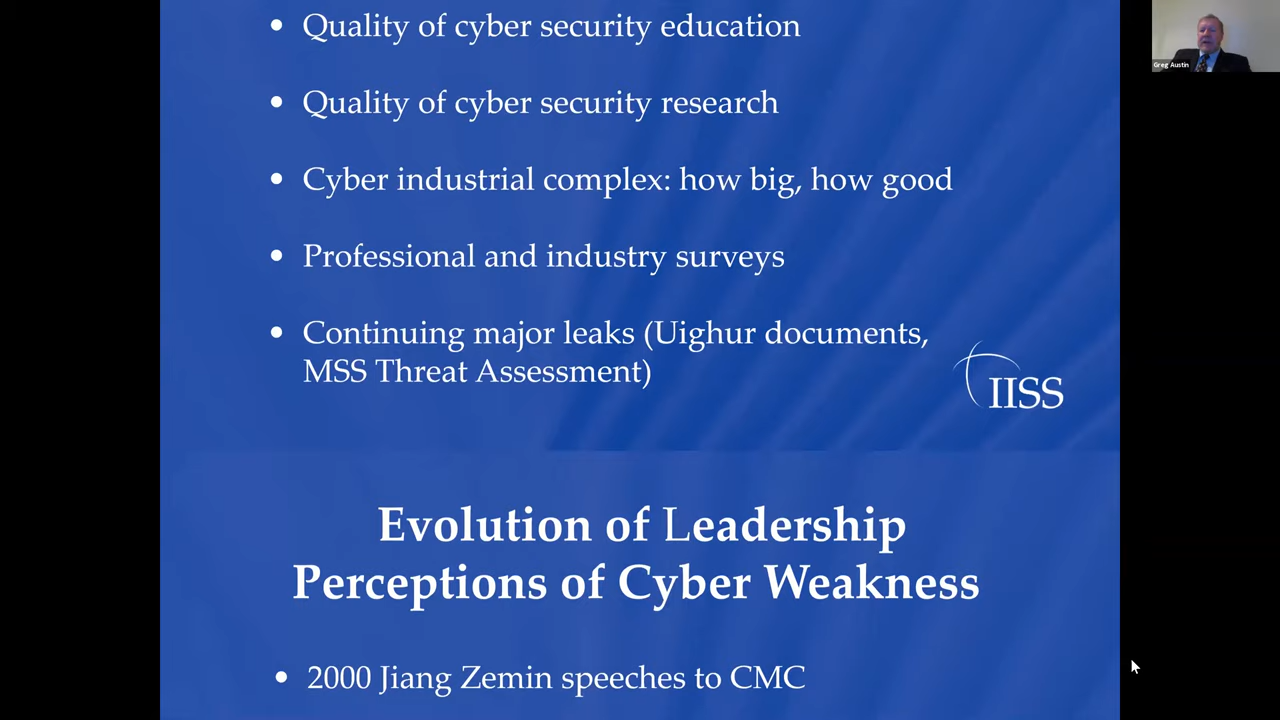 Quality of cyber security education
Quality of cyber security research
Cyber industrial complex: how big, how good
Professional and industry surveys
Continuing major leaks (Uighur documents,
MSS Threat Assessment)
IISS
Evolution of Leadership
Perceptions of Cyber Weakness
2000 Jiang Zemin speeches to CMC
Greg Austin